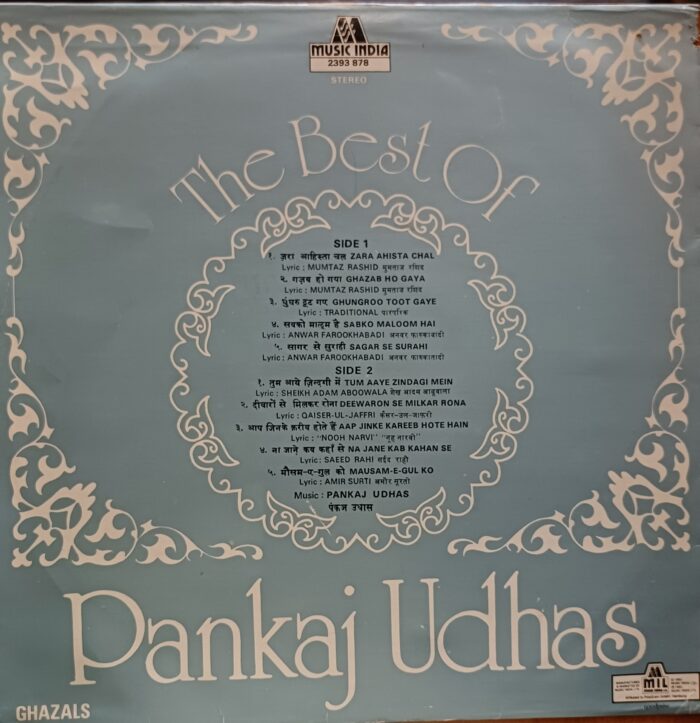 MUSIC INDIA
2393 878
STEREO
The Best Of
SIDE 1
१. ज़रा आहिस्ता चल ZARA AHISTA CHAL
Lyric : MUMTAZ RASHID मुमताज रशिद
२. गज़ब हो गया GHAZAB HO GAYA
Lyric : MUMTAZ RASHID मुमताज रशिद
३. घुंघरू टूट गए GHUNGROO TOOT GAYE
Lyric : TRADITIONAL पारंपरिक
४. सबको मालूम है SABKO MALOOM HAI
Lyric : ANWAR FAROOKHABADI अनवर फारुखाबादी
५. सागर से सुराही SAGAR SE SURAHI
Lyric : ANWAR FAROOKHABADI अनवर फारुखाबादी
SIDE 2
१. तुम आये ज़िन्दगी में TUM AAYE ZINDAGI MEIN
Lyric : SHEIKH ADAM ABOOWALA शेख आदम आबुवाला
२. दीवारों से मिलकर रोना DEEWARON SE MILKAR RONA
Lyric : QAISER-UL-JAFFRI कैसर-उल-जाफ़री
३. आप जिनके क़रीब होते हैं AAP JINKE KAREEB HOTE HAIN
Lyric : "NOOH NARVI" "नूह नारवी"
४. ना जाने कब कहाँ से NA JANE KAB KAHAN SE
Lyric : SAEED RAHI सईद राही
५. मौसम-ए-गुल को MAUSAM-E-GUL KO
Lyric : AMIR SURTI अमीर सुरती
Music : PANKAJ UDHAS
पंकज उधास
Pankaj Udhas
GHAZALS
MIL